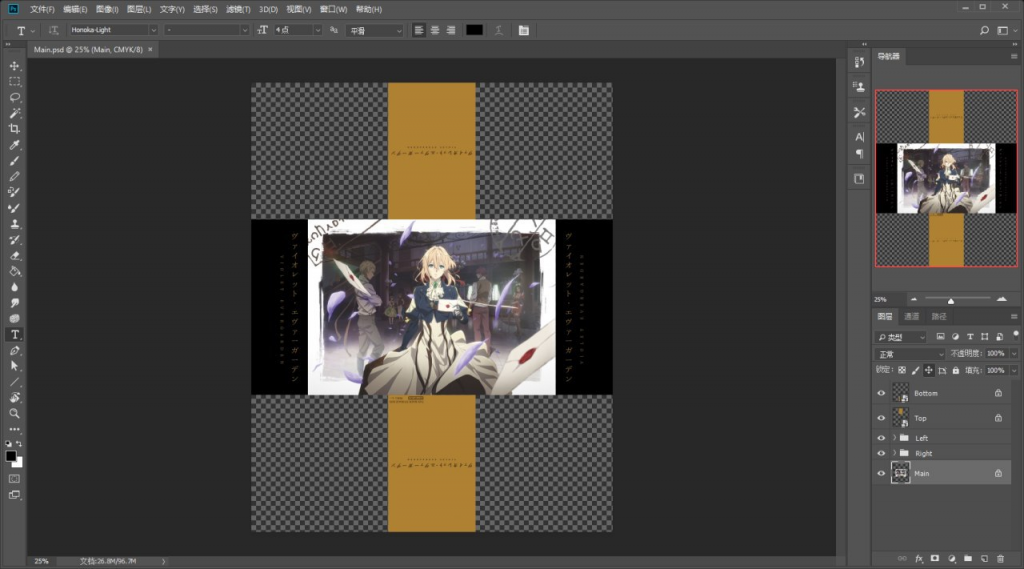 Ps 文件(F) 编辑(E) 图像(I) 图层(L) 文字(Y) 选择(S) 滤镜(T) 3D(D) 视图(V) 窗口(W) 帮助(H)
T Honoka-Light - 点 平滑
Main.psd @ 25% (Main, CMYK/8) ×
导航器
ヴァイオレット・エヴァーガーデン
VIOLET EVERGARDEN
ヴァイオレット・エヴァーガーデン
25%
图层 通道 路径
类型
正常 不透明度: 100%
锁定: 填充: 100%
Bottom
Top
Left
Right
Main
25% 文档:26.8M/96.7M